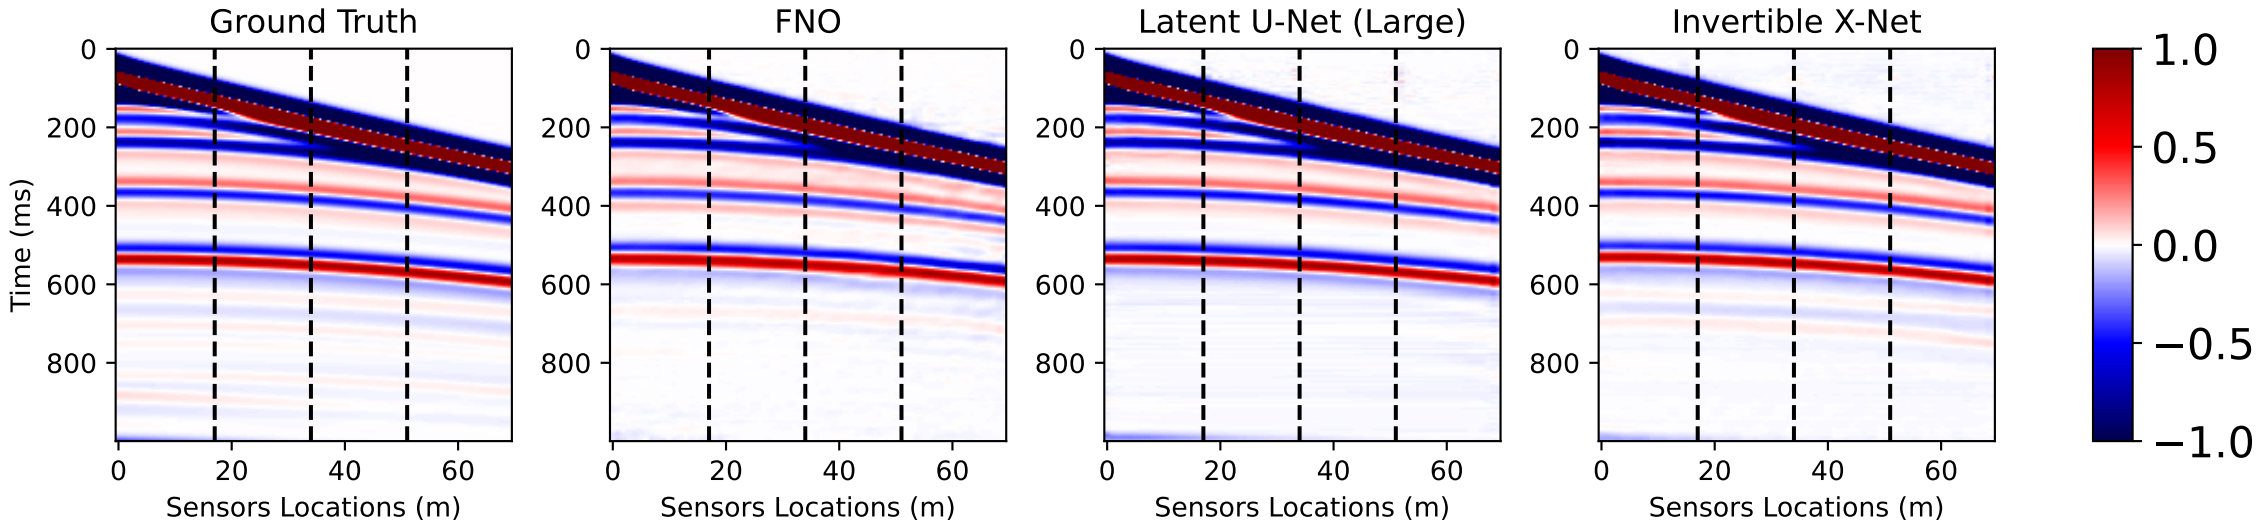 Ground Truth
FNO
Latent U-Net (Large)
Invertible X-Net
0
200
400
600
800
0
200
400
600
800
0
200
400
600
800
0
200
400
600
800
Time (ms)
0 20 40 60
0 20 40 60
0 20 40 60
0 20 40 60
Sensors Locations (m)
Sensors Locations (m)
Sensors Locations (m)
Sensors Locations (m)
1.0
0.5
0.0
−0.5
−1.0